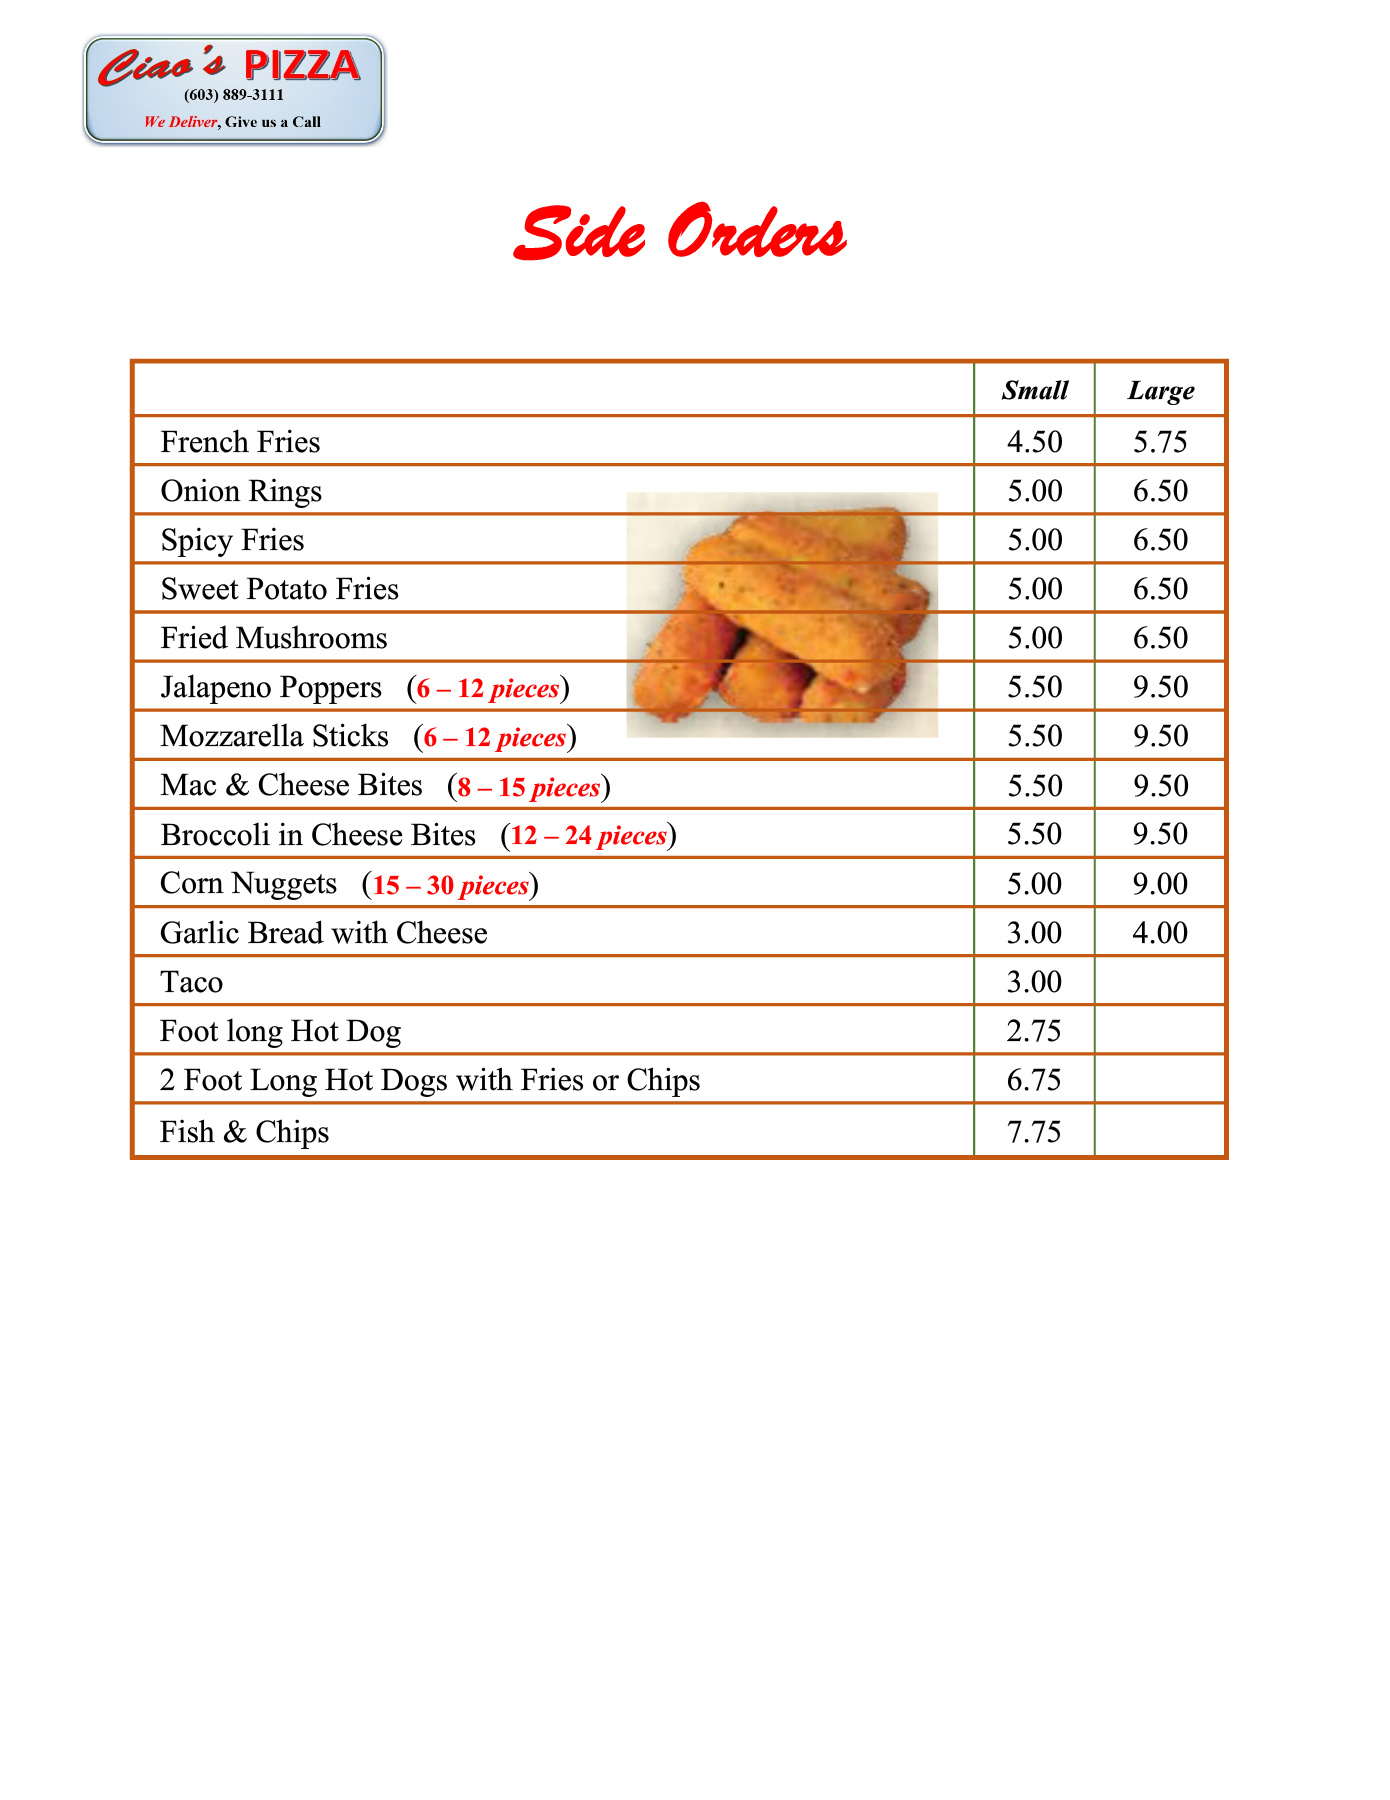 Ciao's PIZZA
(603) 889-3111
We Deliver, Give us a Call
Side Orders
Small Large
French Fries 4.50 5.75
Onion Rings 5.00 6.50
Spicy Fries 5.00 6.50
Sweet Potato Fries 5.00 6.50
Fried Mushrooms 5.00 6.50
Jalapeno Poppers (6 – 12 pieces) 5.50 9.50
Mozzarella Sticks (6 – 12 pieces) 5.50 9.50
Mac & Cheese Bites (8 – 15 pieces) 5.50 9.50
Broccoli in Cheese Bites (12 – 24 pieces) 5.50 9.50
Corn Nuggets (15 – 30 pieces) 5.00 9.00
Garlic Bread with Cheese 3.00 4.00
Taco 3.00
Foot long Hot Dog 2.75
2 Foot Long Hot Dogs with Fries or Chips 6.75
Fish & Chips 7.75